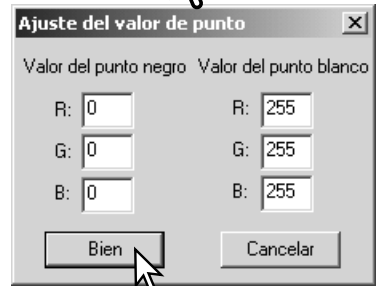 Ajuste del valor de punto
Valor del punto negro Valor del punto blanco
R: 0 R: 255
G: 0 G: 255
B: 0 B: 255
Bien Cancelar